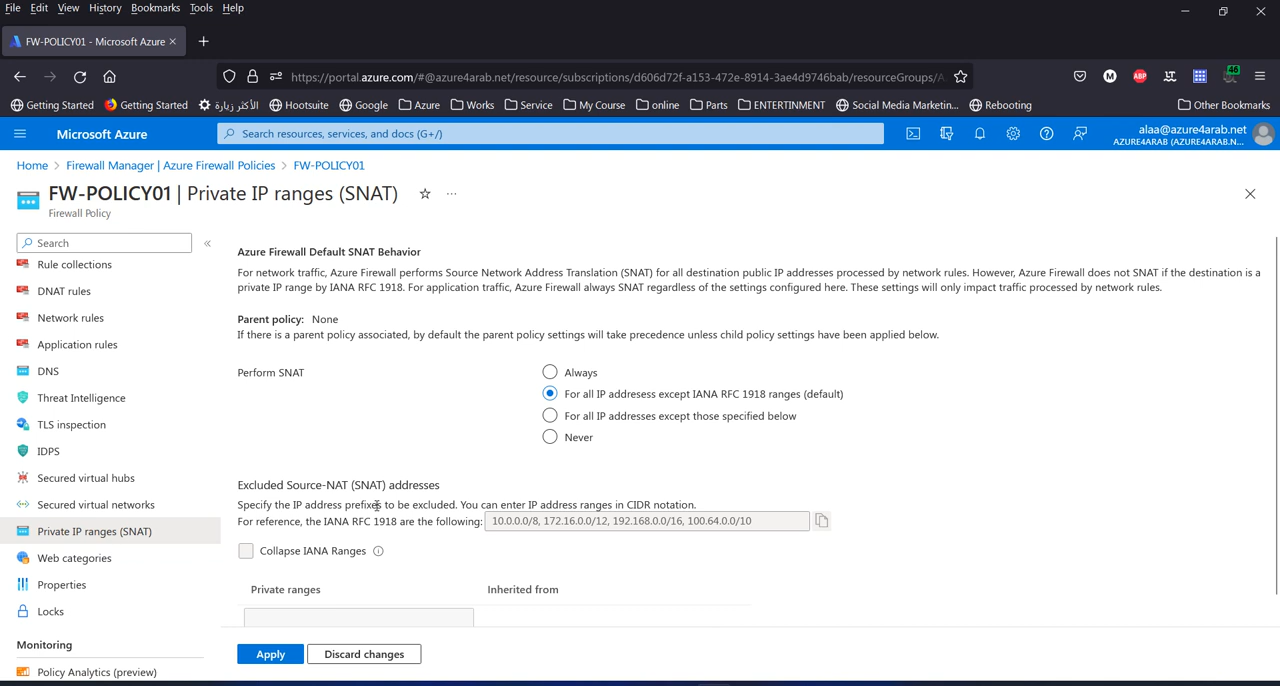 File Edit View History Bookmarks Tools Help
FW-POLICY01 - Microsoft Azure
https://portal.azure.com/#@azure4arab.net/resource/subscriptions/d606d72f-a153-472e-8914-3ae4d9746bab/resourceGroups/A
M ABP 46
Getting Started Getting Started الأكثر زيارة Hootsuite Google Azure Works Service My Course online Parts ENTERTINMENT Social Media Marketin... Rebooting Other Bookmarks
Microsoft Azure Search resources, services, and docs (G+/) alaa@azure4arab.net
AZURE4ARAB (AZURE4ARAB.N...
Home > Firewall Manager | Azure Firewall Policies > FW-POLICY01
FW-POLICY01 | Private IP ranges (SNAT)
Firewall Policy
Search
Rule collections
DNAT rules
Network rules
Application rules
DNS
Threat Intelligence
TLS inspection
IDPS
Secured virtual hubs
Secured virtual networks
Private IP ranges (SNAT)
Web categories
Properties
Locks
Monitoring
Policy Analytics (preview)
Azure Firewall Default SNAT Behavior
For network traffic, Azure Firewall performs Source Network Address Translation (SNAT) for all destination public IP addresses processed by network rules. However, Azure Firewall does not SNAT if the destination is a
private IP range by IANA RFC 1918. For application traffic, Azure Firewall always SNAT regardless of the settings configured here. These settings will only impact traffic processed by network rules.
Parent policy: None
If there is a parent policy associated, by default the parent policy settings will take precedence unless child policy settings have been applied below.
Perform SNAT
Always
For all IP addresess except IANA RFC 1918 ranges (default)
For all IP addresses except those specified below
Never
Excluded Source-NAT (SNAT) addresses
Specify the IP address prefixes to be excluded. You can enter IP address ranges in CIDR notation.
For reference, the IANA RFC 1918 are the following: 10.0.0.0/8, 172.16.0.0/12, 192.168.0.0/16, 100.64.0.0/10
Collapse IANA Ranges
Private ranges Inherited from
Apply Discard changes